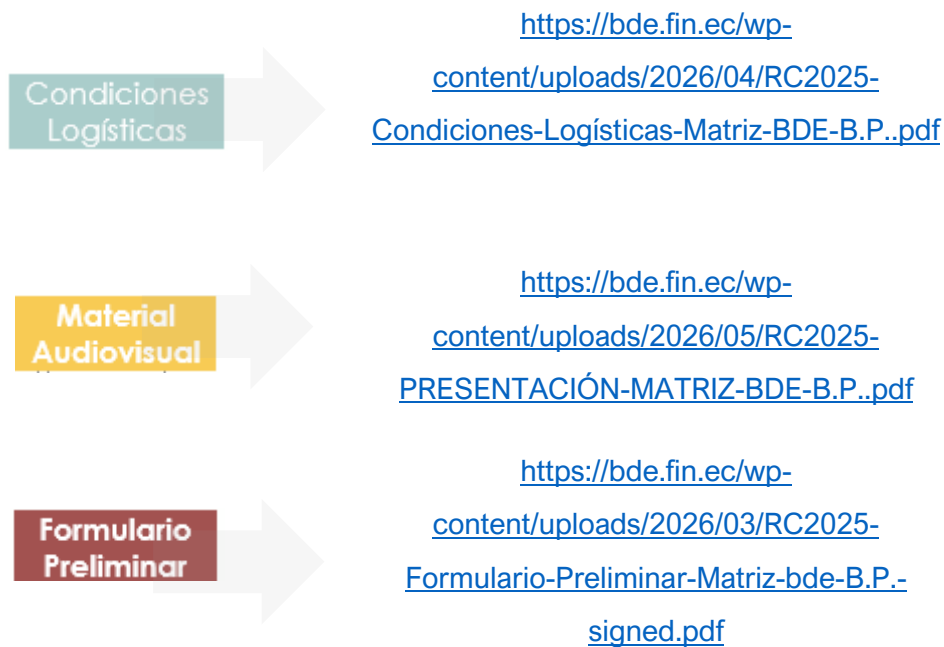 Condiciones
Logísticas
https://bde.fin.ec/wp-
content/uploads/2026/04/RC2025-
Condiciones-Logísticas-Matriz-BDE-B.P..pdf
Material
Audiovisual
https://bde.fin.ec/wp-
content/uploads/2026/05/RC2025-
PRESENTACIÓN-MATRIZ-BDE-B.P..pdf
Formulario
Preliminar
https://bde.fin.ec/wp-
content/uploads/2026/03/RC2025-
Formulario-Preliminar-Matriz-bde-B.P.-
signed.pdf